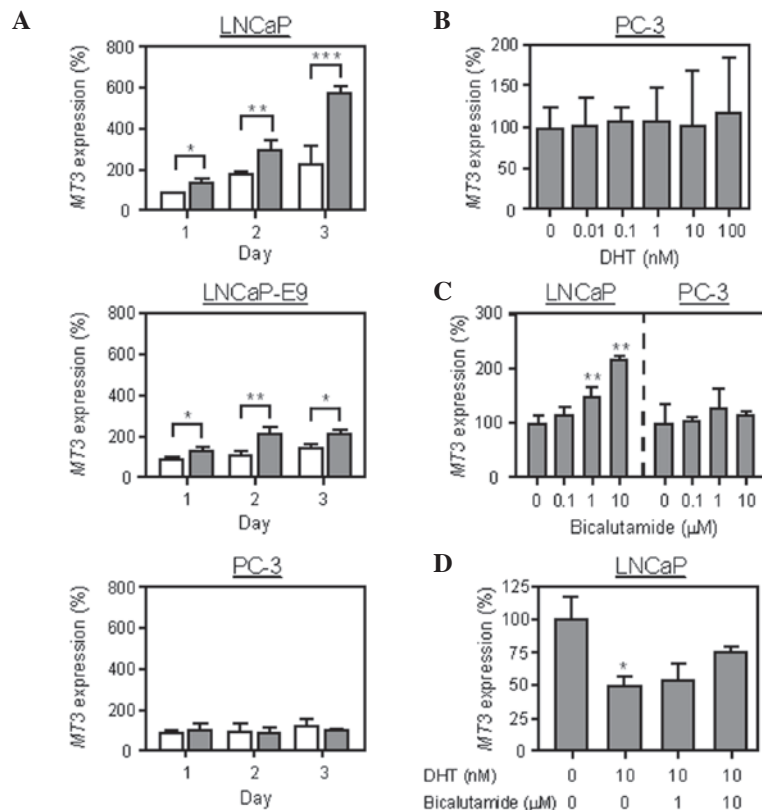 A
LNCaP
MT3 expression (%)
800
600
400
200
0
*
**
***
1 2 3
Day
LNCaP-E9
MT3 expression (%)
800
600
400
200
0
*
**
*
1 2 3
Day
PC-3
MT3 expression (%)
800
600
400
200
0
1 2 3
Day
B
PC-3
MT3 expression (%)
200
150
100
50
0
0 0.01 0.1 1 10 100
DHT (nM)
C
LNCaP PC-3
MT3 expression (%)
300
200
100
0
**
**
0 0.1 1 10 0 0.1 1 10
Bicalutamide (μM)
D
LNCaP
MT3 expression (%)
125
100
75
50
25
0
*
DHT (nM) 0 10 10 10
Bicalutamide (μM) 0 0 1 10